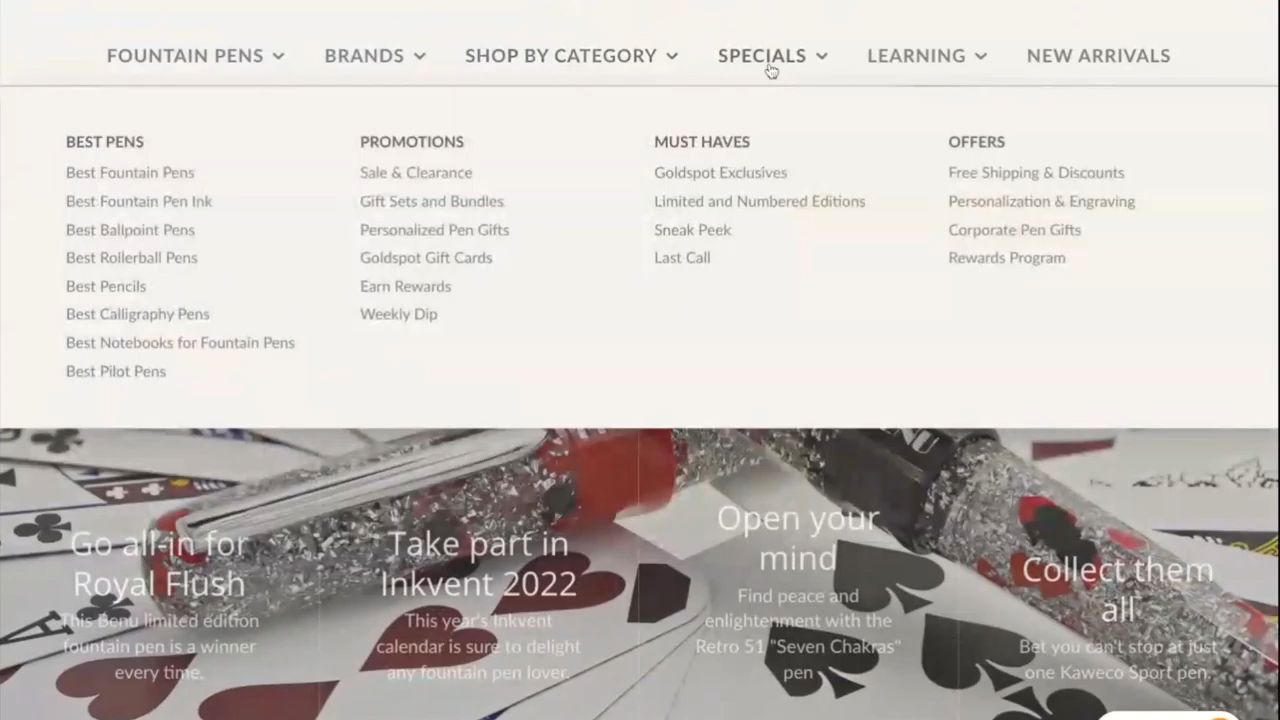 FOUNTAIN PENS BRANDS SHOP BY CATEGORY SPECIALS LEARNING NEW ARRIVALS
BEST PENS
Best Fountain Pens
Best Fountain Pen Ink
Best Ballpoint Pens
Best Rollerball Pens
Best Pencils
Best Calligraphy Pens
Best Notebooks for Fountain Pens
Best Pilot Pens
PROMOTIONS
Sale & Clearance
Gift Sets and Bundles
Personalized Pen Gifts
Goldspot Gift Cards
Earn Rewards
Weekly Dip
MUST HAVES
Goldspot Exclusives
Limited and Numbered Editions
Sneak Peek
Last Call
OFFERS
Free Shipping & Discounts
Personalization & Engraving
Corporate Pen Gifts
Rewards Program
Go all-in for
Royal Flush
This Benu limited edition
fountain pen is a winner
every time.
Take part in
Inkvent 2022
This year's Inkvent
calendar is sure to delight
any fountain pen lover.
Open your
mind
Find peace and
enlightenment with the
Retro 51 "Seven Chakras"
pen
Collect them
all
Bet you can't stop at just
one Kaweco Sport pen.
A